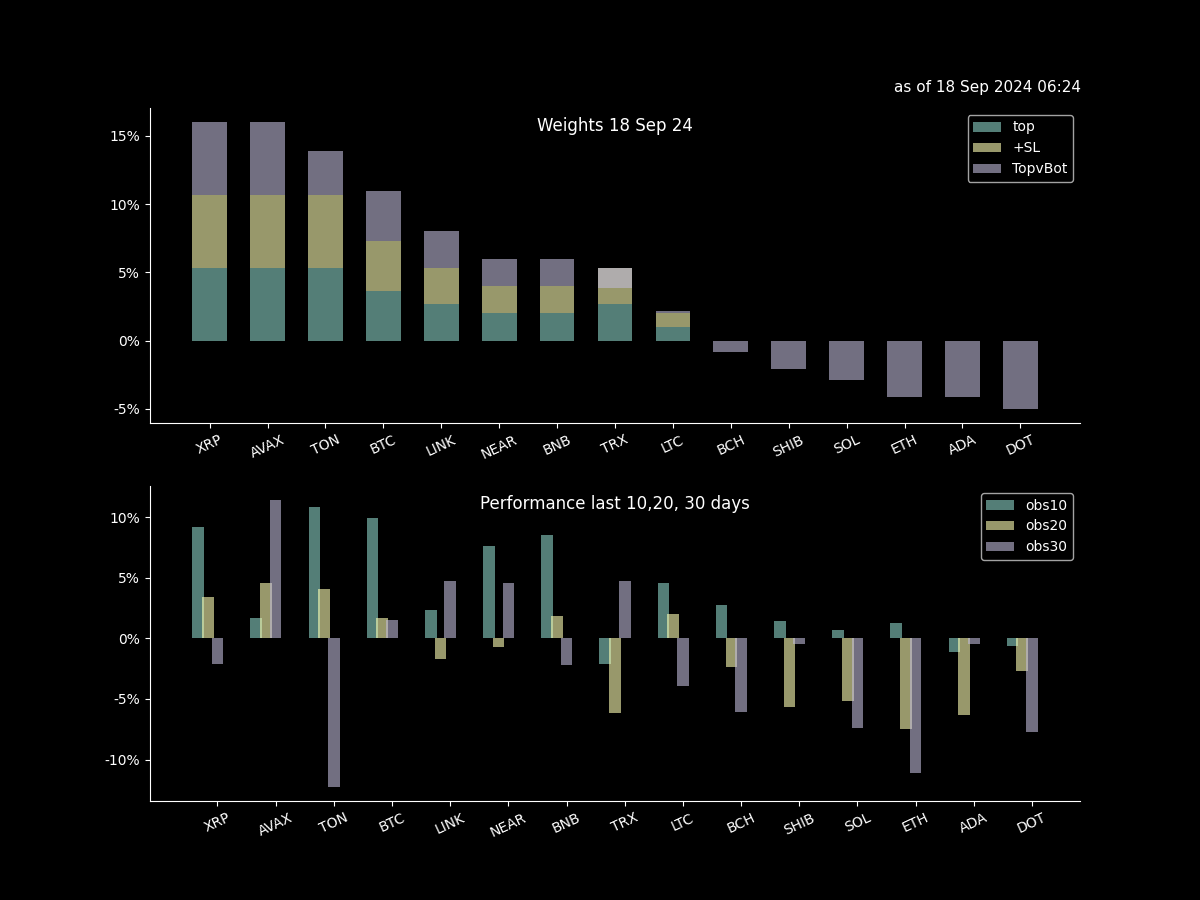 as of 18 Sep 2024 06:24
Weights 18 Sep 24
top
+SL
TopvBot
15%
10%
5%
0%
-5%
XRP AVAX TON BTC LINK NEAR BNB TRX LTC BCH SHIB SOL ETH ADA DOT
Performance last 10,20, 30 days
obs10
obs20
obs30
10%
5%
0%
-5%
-10%
XRP AVAX TON BTC LINK NEAR BNB TRX LTC BCH SHIB SOL ETH ADA DOT